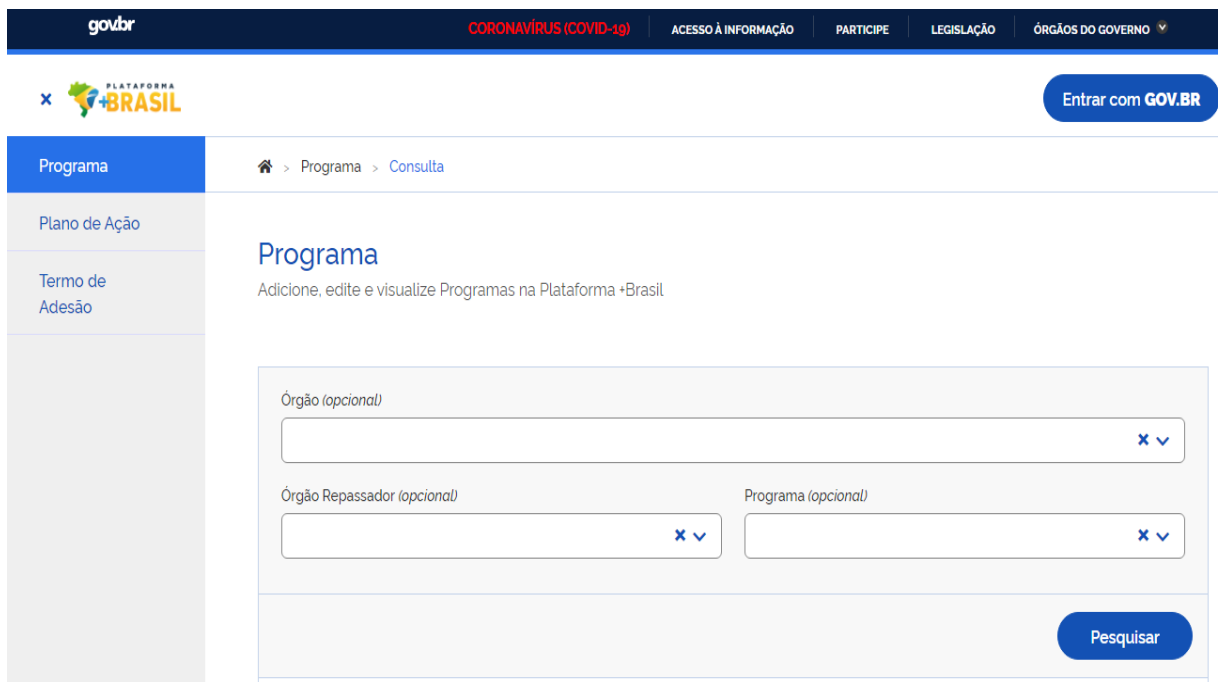 gov.br
CORONAVÍRUS (COVID-19)
ACESSO À INFORMAÇÃO
PARTICIPE
LEGISLAÇÃO
ÓRGÃOS DO GOVERNO
PLATAFORMA
+BRASIL
Entrar com GOV.BR
Programa
Programa > Consulta
Plano de Ação
Termo de
Adesão
Programa
Adicione, edite e visualize Programas na Plataforma +Brasil
Órgão (opcional)
Órgão Repassador (opcional)
Programa (opcional)
Pesquisar